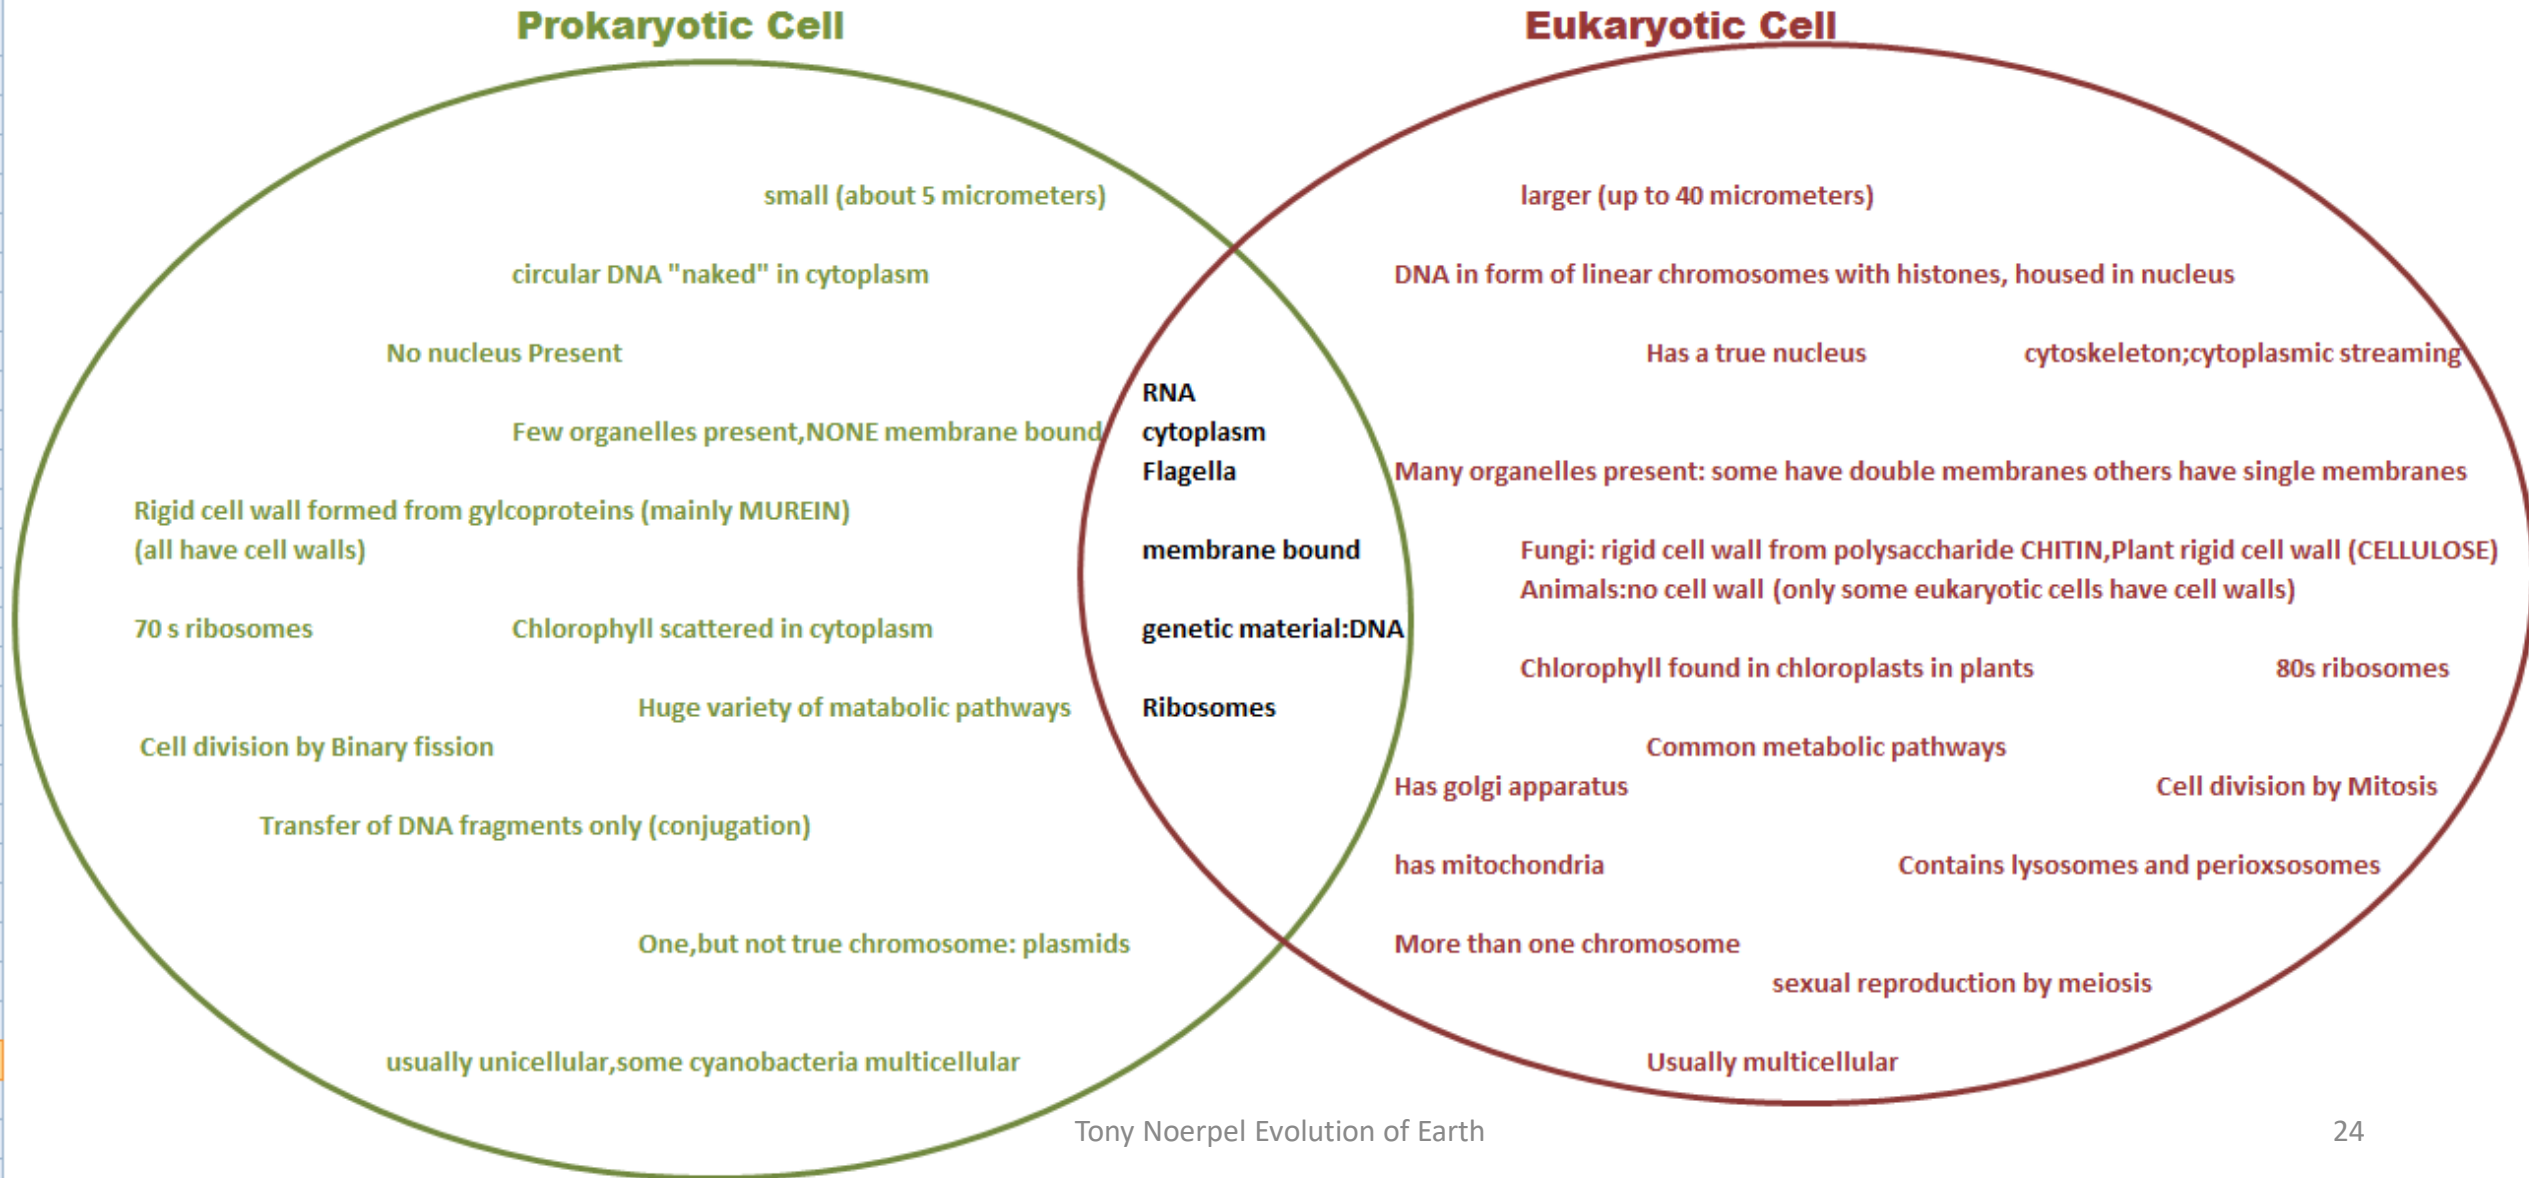 Prokaryotic Cell
Eukaryotic Cell
small (about 5 micrometers)
circular DNA "naked" in cytoplasm
No nucleus Present
Few organelles present,NONE membrane bound
Rigid cell wall formed from gylcoproteins (mainly MUREIN)
(all have cell walls)
70 s ribosomes
Chlorophyll scattered in cytoplasm
Huge variety of matabolic pathways
Cell division by Binary fission
Transfer of DNA fragments only (conjugation)
One,but not true chromosome: plasmids
usually unicellular,some cyanobacteria multicellular
RNA
cytoplasm
Flagella
membrane bound
genetic material:DNA
Ribosomes
larger (up to 40 micrometers)
DNA in form of linear chromosomes with histones, housed in nucleus
Has a true nucleus
cytoskeleton;cytoplasmic streaming
Many organelles present: some have double membranes others have single membranes
Fungi: rigid cell wall from polysaccharide CHITIN,Plant rigid cell wall (CELLULOSE)
Animals:no cell wall (only some eukaryotic cells have cell walls)
Chlorophyll found in chloroplasts in plants
80s ribosomes
Common metabolic pathways
Has golgi apparatus
Cell division by Mitosis
has mitochondria
Contains lysosomes and perioxsosomes
More than one chromosome
sexual reproduction by meiosis
Usually multicellular
Tony Noerpel Evolution of Earth
24